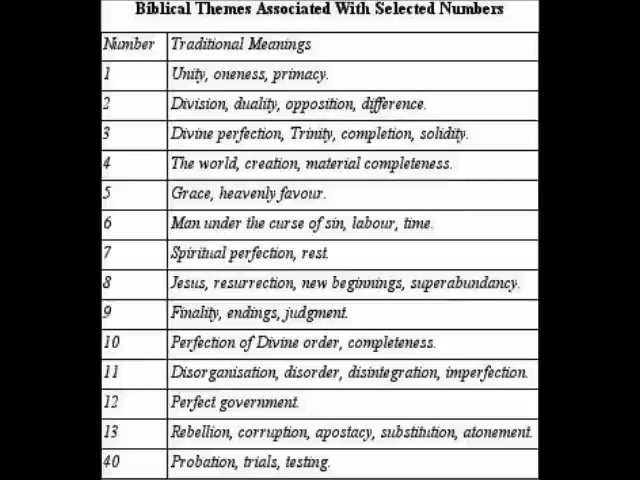 Biblical Themes Associated With Selected Numbers
Number Traditional Meanings
1 Unity, oneness, primacy.
2 Division, duality, opposition, difference.
3 Divine perfection, Trinity, completion, solidity.
4 The world, creation, material completeness.
5 Grace, heavenly favour.
6 Man under the curse of sin, labour, time.
7 Spiritual perfection, rest.
8 Jesus, resurrection, new beginnings, superabundancy.
9 Finality, endings, judgment.
10 Perfection of Divine order, completeness.
11 Disorganisation, disorder, disintegration, imperfection.
12 Perfect government.
13 Rebellion, corruption, apostacy, substitution, atonement.
40 Probation, trials, testing.